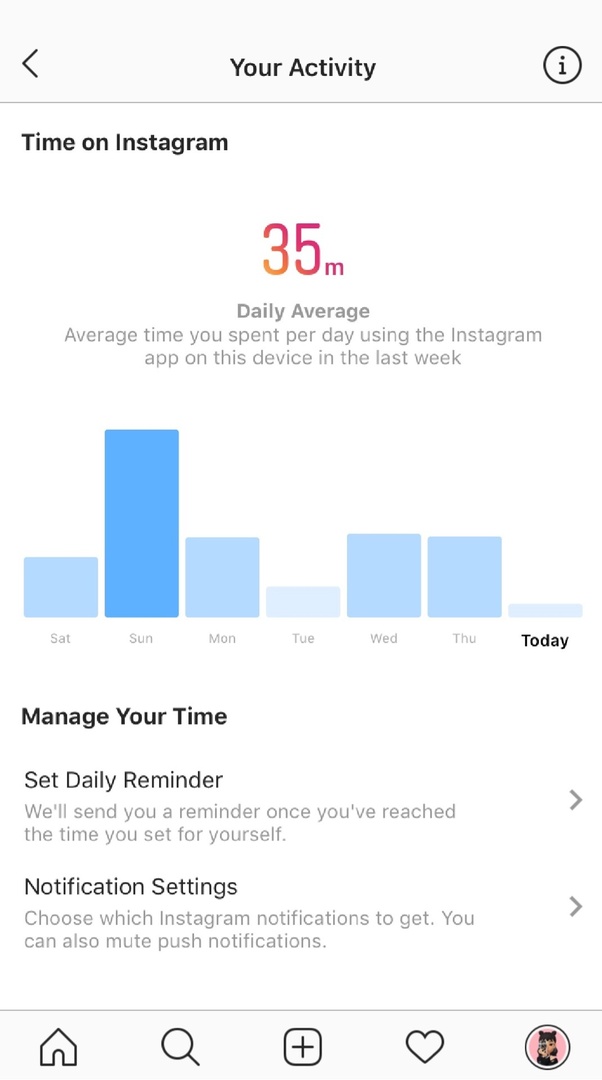 Your Activity
i
Time on Instagram
35m
Daily Average
Average time you spent per day using the Instagram
app on this device in the last week
Sat Sun Mon Tue Wed Thu Today
Manage Your Time
Set Daily Reminder
We'll send you a reminder once you've reached
the time you set for yourself.
Notification Settings
Choose which Instagram notifications to get. You
can also mute push notifications.